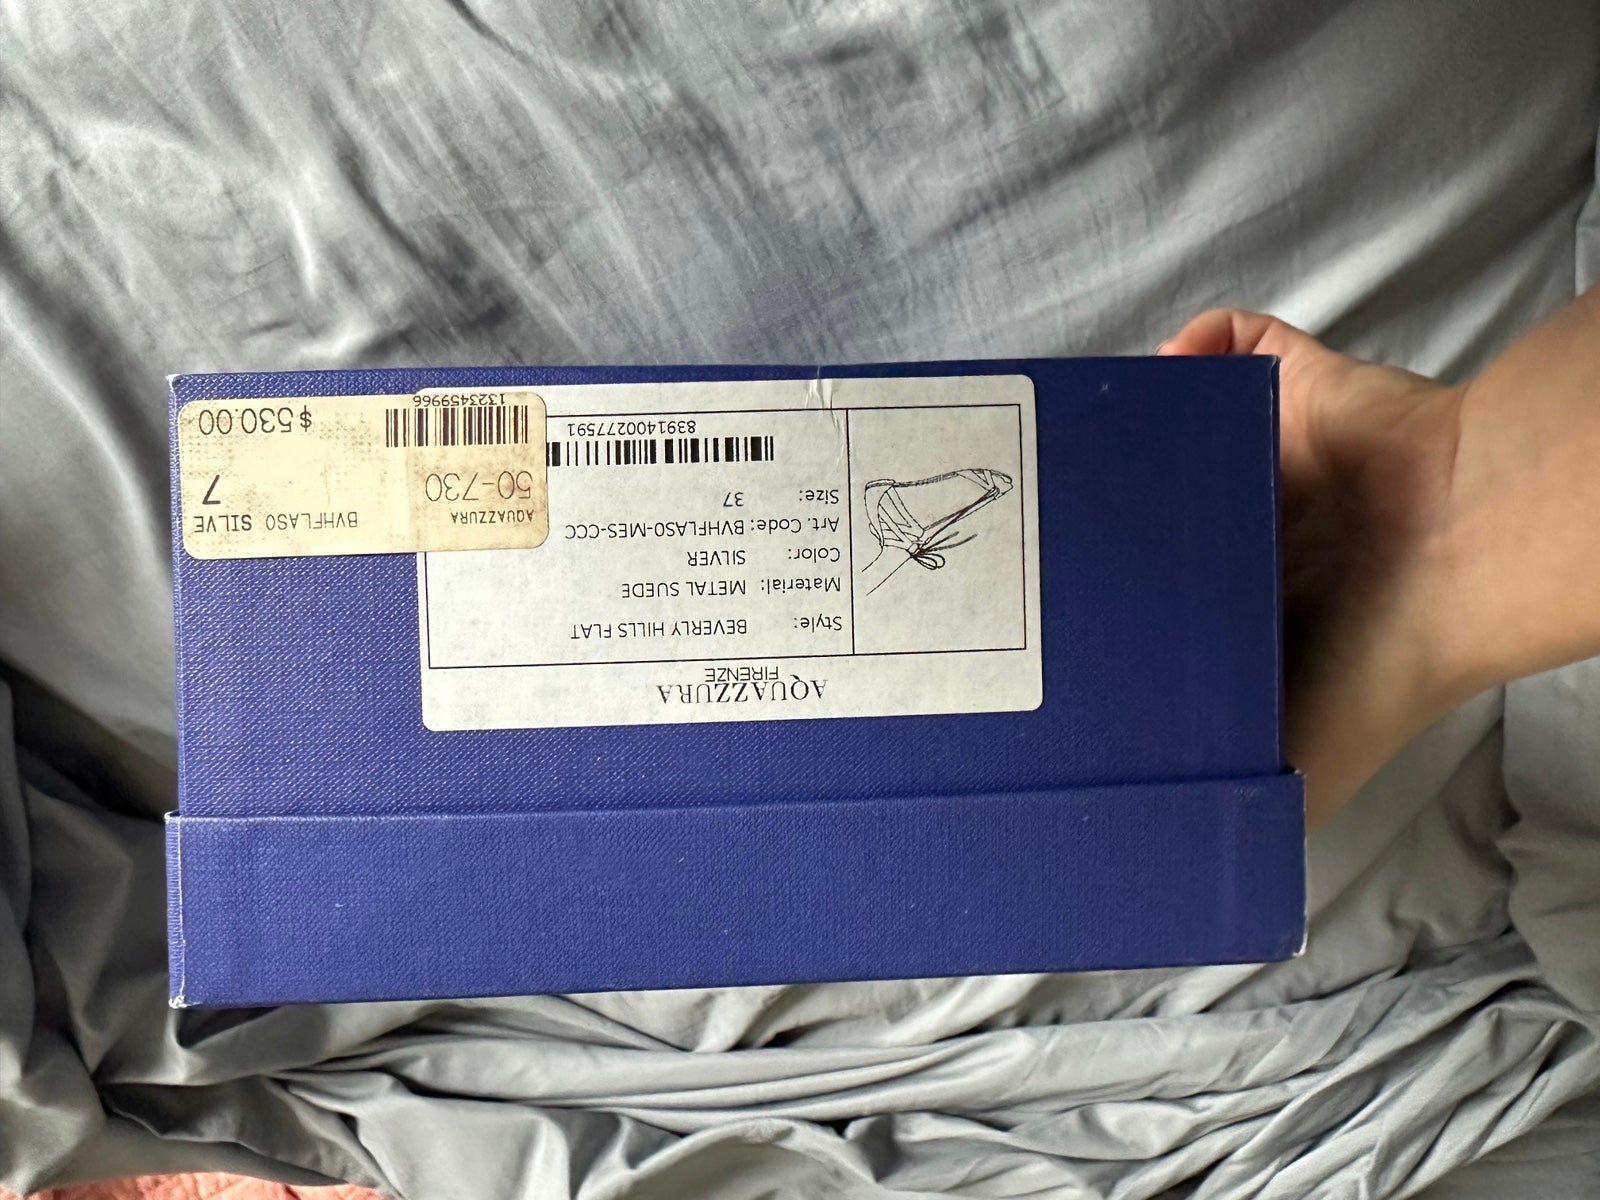 AQUAZZURA
FIRENZE
Style: BEVERLY HILLS FLAT
Material: METAL SUEDE
Color: SILVER
Art. Code: BVHFLAS0-MES-CCC
Size: 37
8391400277591
AQUAZZURA
BVHFLAS0 SILVE
50-730
7
1323459966
$530.00